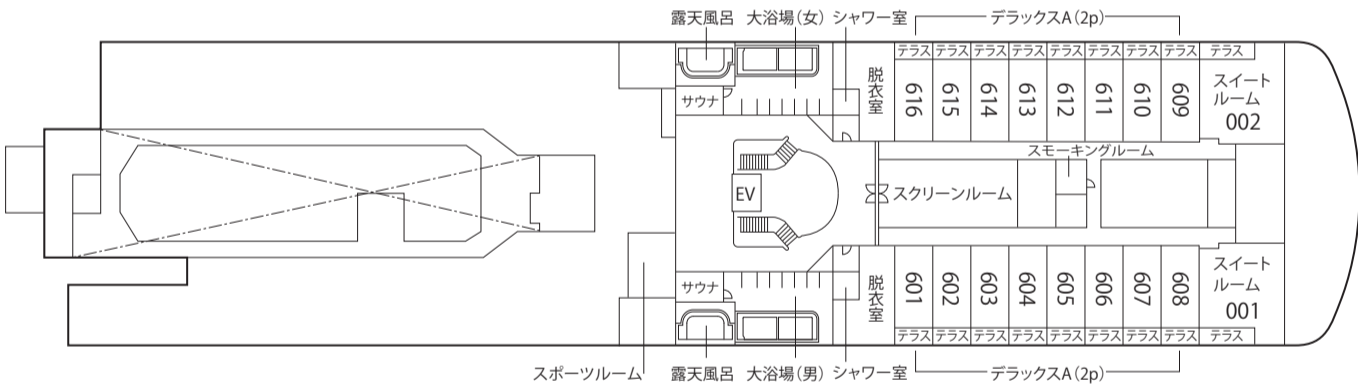 露天風呂 大浴場(女) シャワー室 デラックスA(2p)
テラス テラス テラス テラス テラス テラス テラス テラス テラス
サウナ
脱衣室
616 615 614 613 612 611 610 609
スイート
ルーム
002
スモーキングルーム
EV
スクリーンルーム
サウナ
脱衣室
601 602 603 604 605 606 607 608
スイート
ルーム
001
テラス テラス テラス テラス テラス テラス テラス テラス テラス
スポーツルーム 露天風呂 大浴場(男) シャワー室 デラックスA(2p)